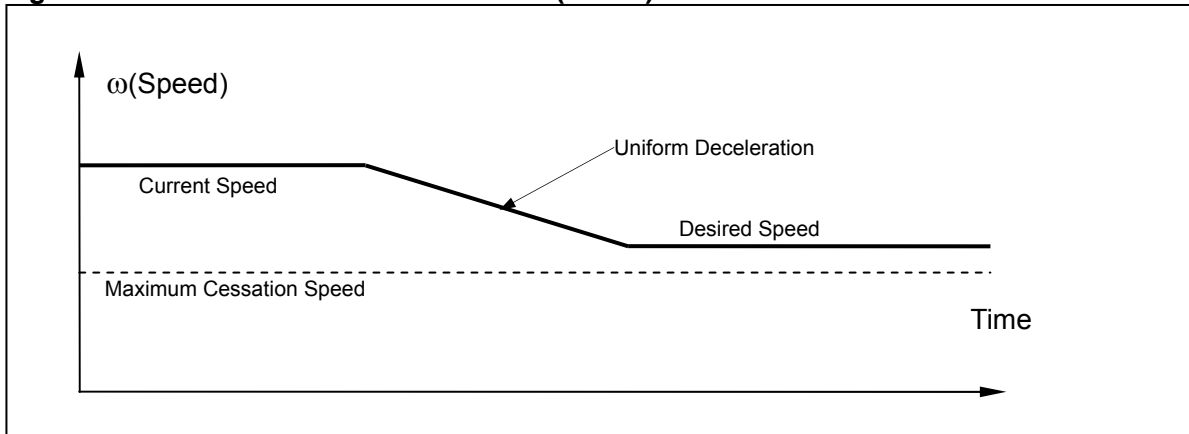 ω(Speed)
Uniform Deceleration
Current Speed
Desired Speed
Maximum Cessation Speed
Time